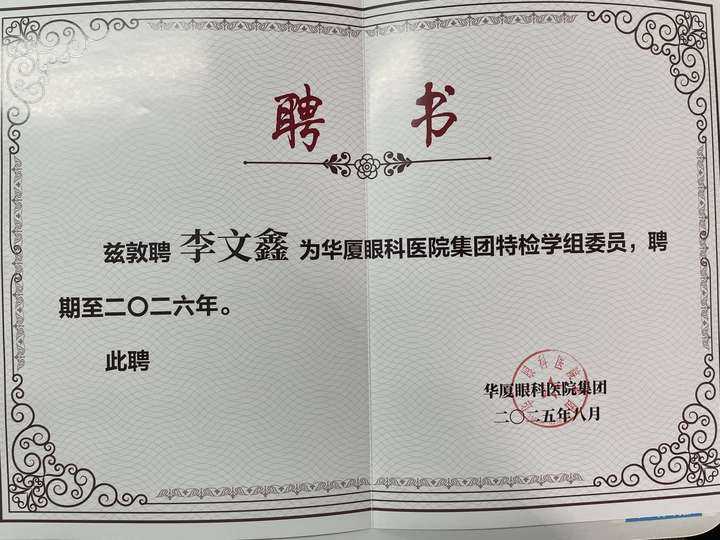 聘书
兹敦聘 李文鑫 为华厦眼科医院集团特检学组委员，聘
期至二〇二六年。
此聘
华厦眼科医院集团
二〇二五年八月